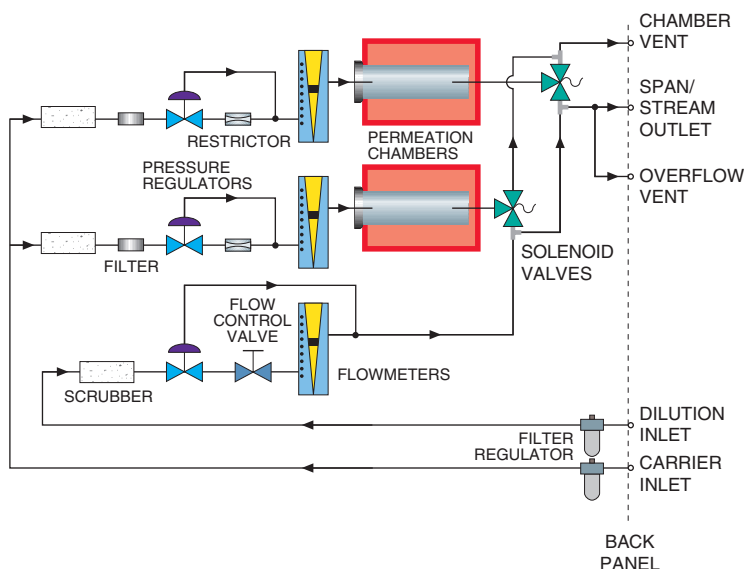 CHAMBER
VENT
SPAN/
STREAM
OUTLET
OVERFLOW
VENT
RESTRICTOR
PERMEATION
CHAMBERS
PRESSURE
REGULATORS
SOLENOID
VALVES
FILTER
FLOW
CONTROL
VALVE
FLOWMETERS
SCRUBBER
DILUTION
INLET
FILTER
REGULATOR
CARRIER
INLET
BACK
PANEL